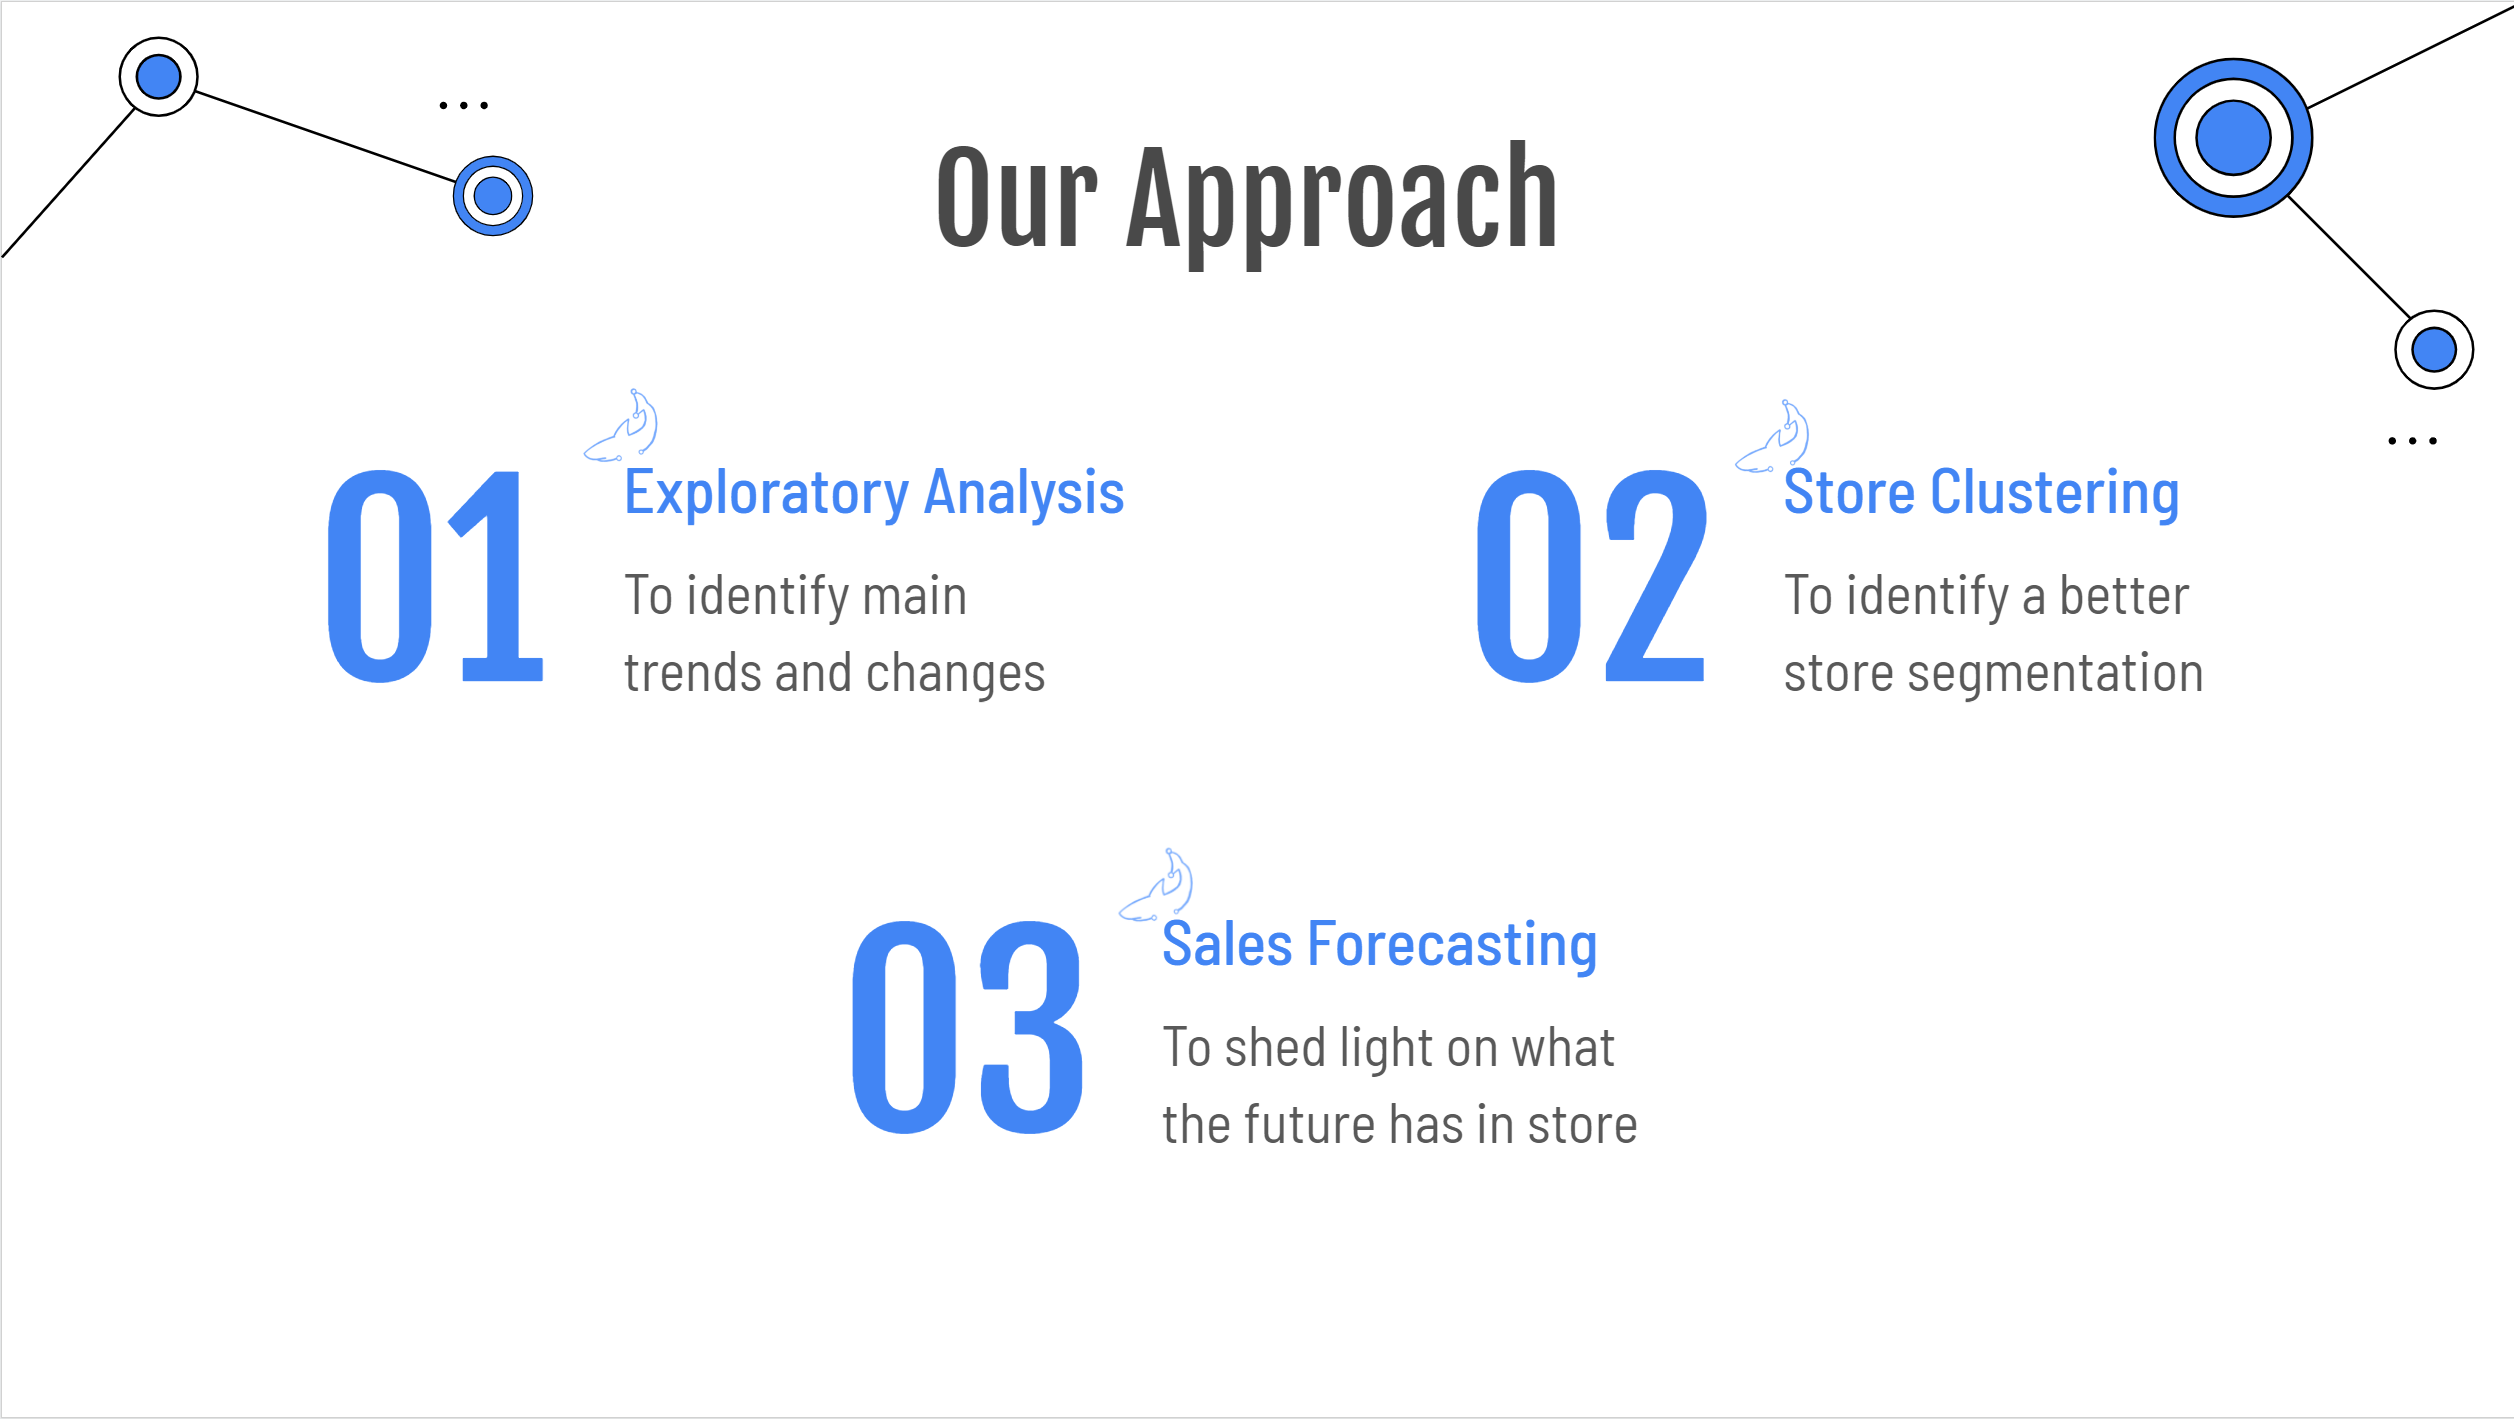 Our Approach
01
Exploratory Analysis
To identify main
trends and changes
02
Store Clustering
To identify a better
store segmentation
03
Sales Forecasting
To shed light on what
the future has in store